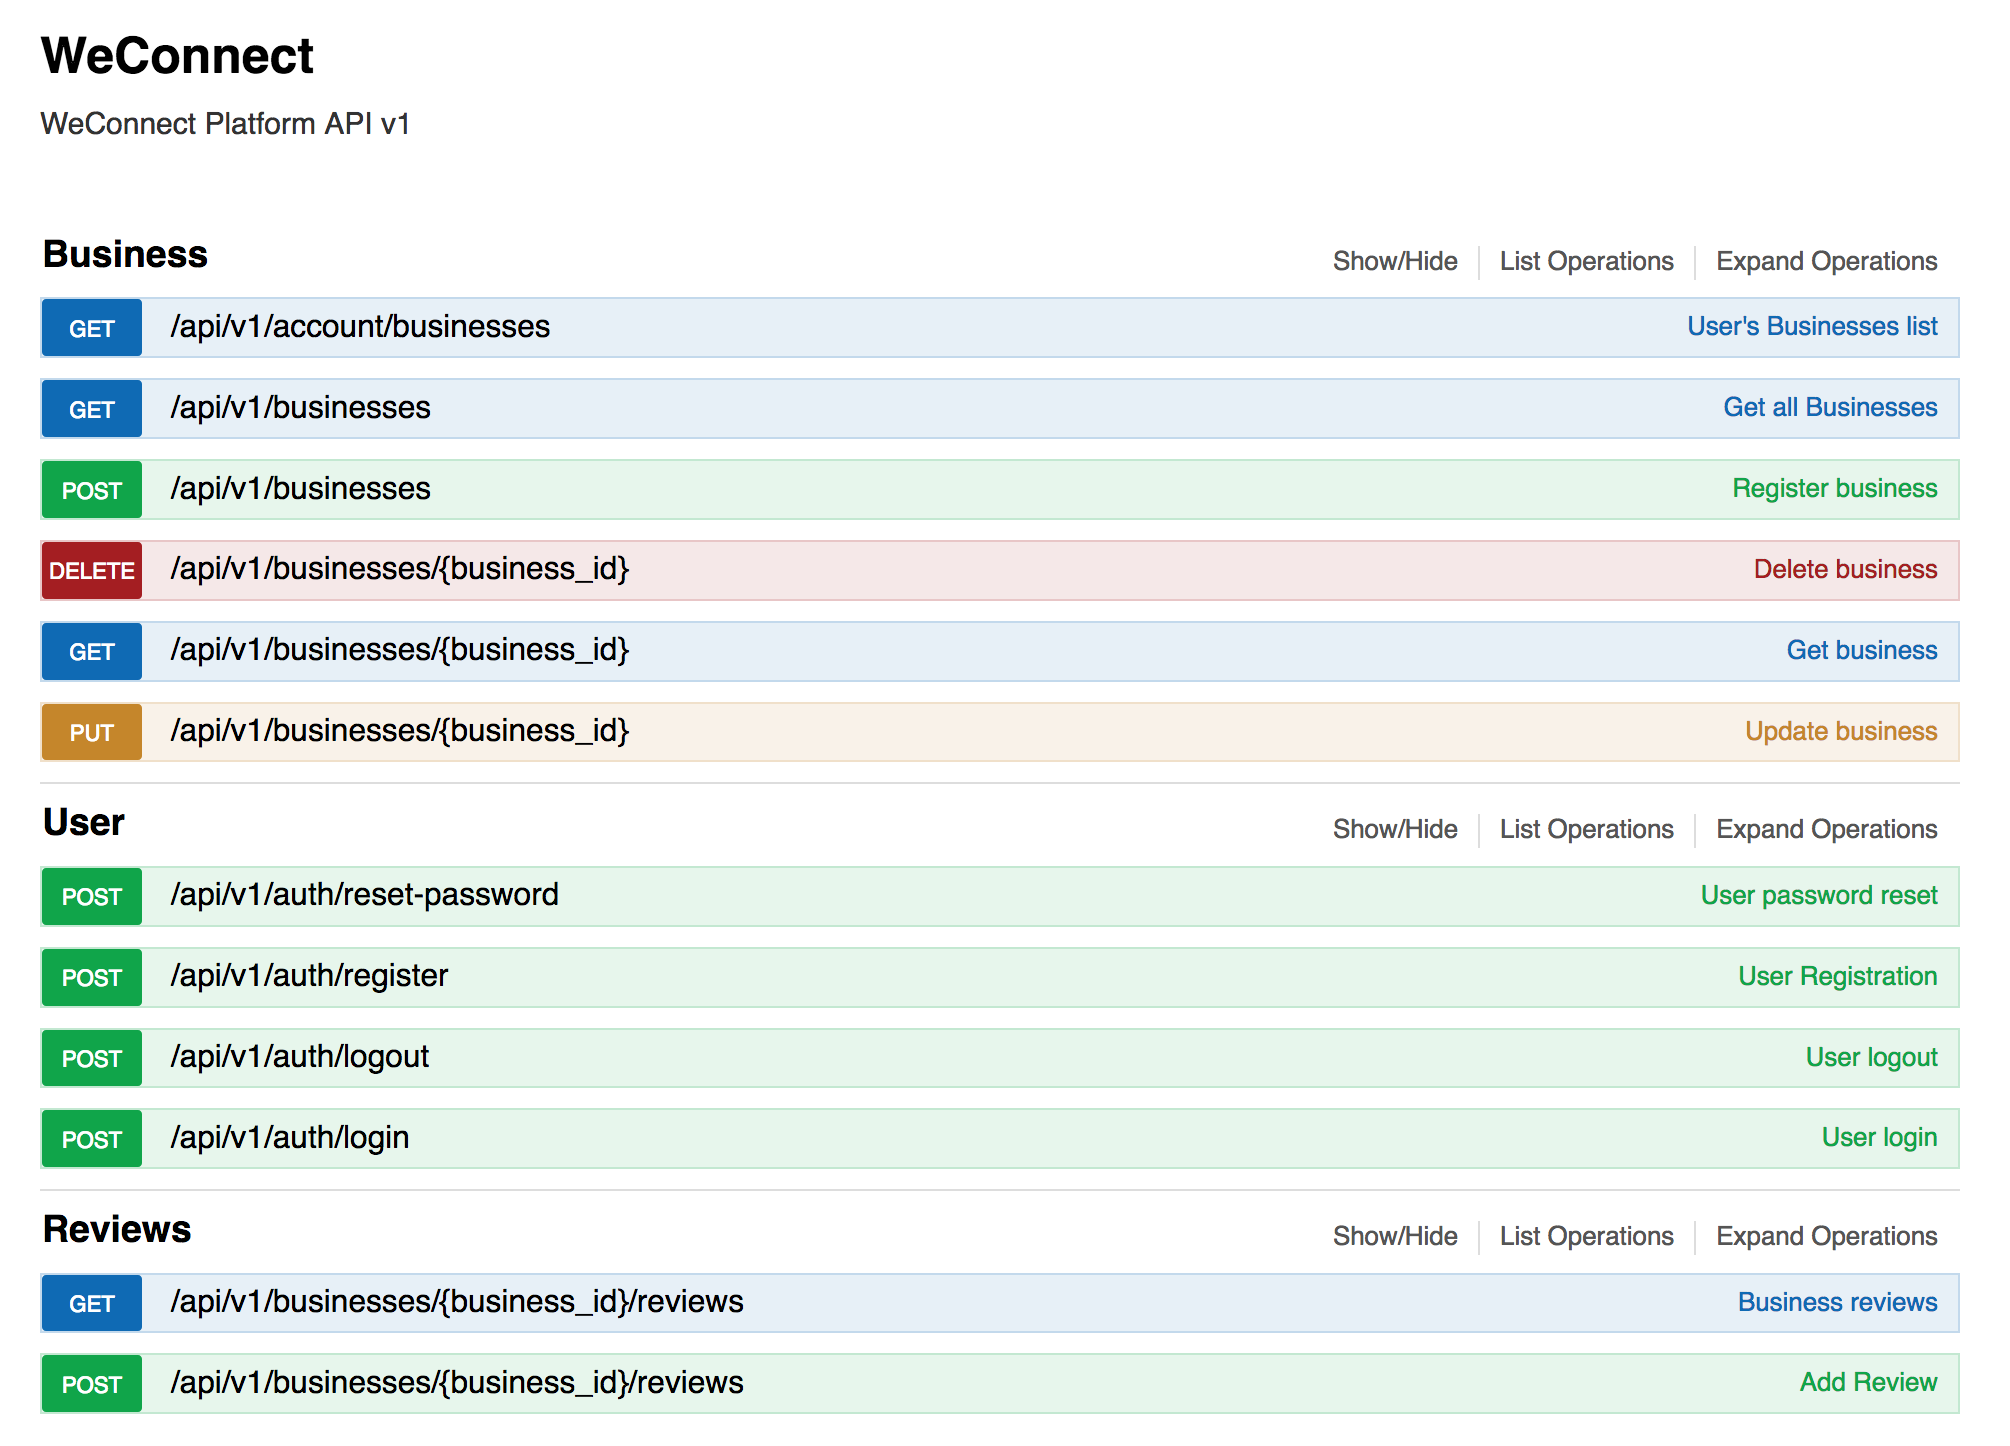 WeConnect
WeConnect Platform API v1
Business
Show/Hide List Operations Expand Operations
GET /api/v1/account/businesses User's Businesses list
GET /api/v1/businesses Get all Businesses
POST /api/v1/businesses Register business
DELETE /api/v1/businesses/{business_id} Delete business
GET /api/v1/businesses/{business_id} Get business
PUT /api/v1/businesses/{business_id} Update business
User
Show/Hide List Operations Expand Operations
POST /api/v1/auth/reset-password User password reset
POST /api/v1/auth/register User Registration
POST /api/v1/auth/logout User logout
POST /api/v1/auth/login User login
Reviews
Show/Hide List Operations Expand Operations
GET /api/v1/businesses/{business_id}/reviews Business reviews
POST /api/v1/businesses/{business_id}/reviews Add Review